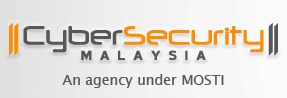 CyberSecurity
MALAYSIA
An agency under MOSTI